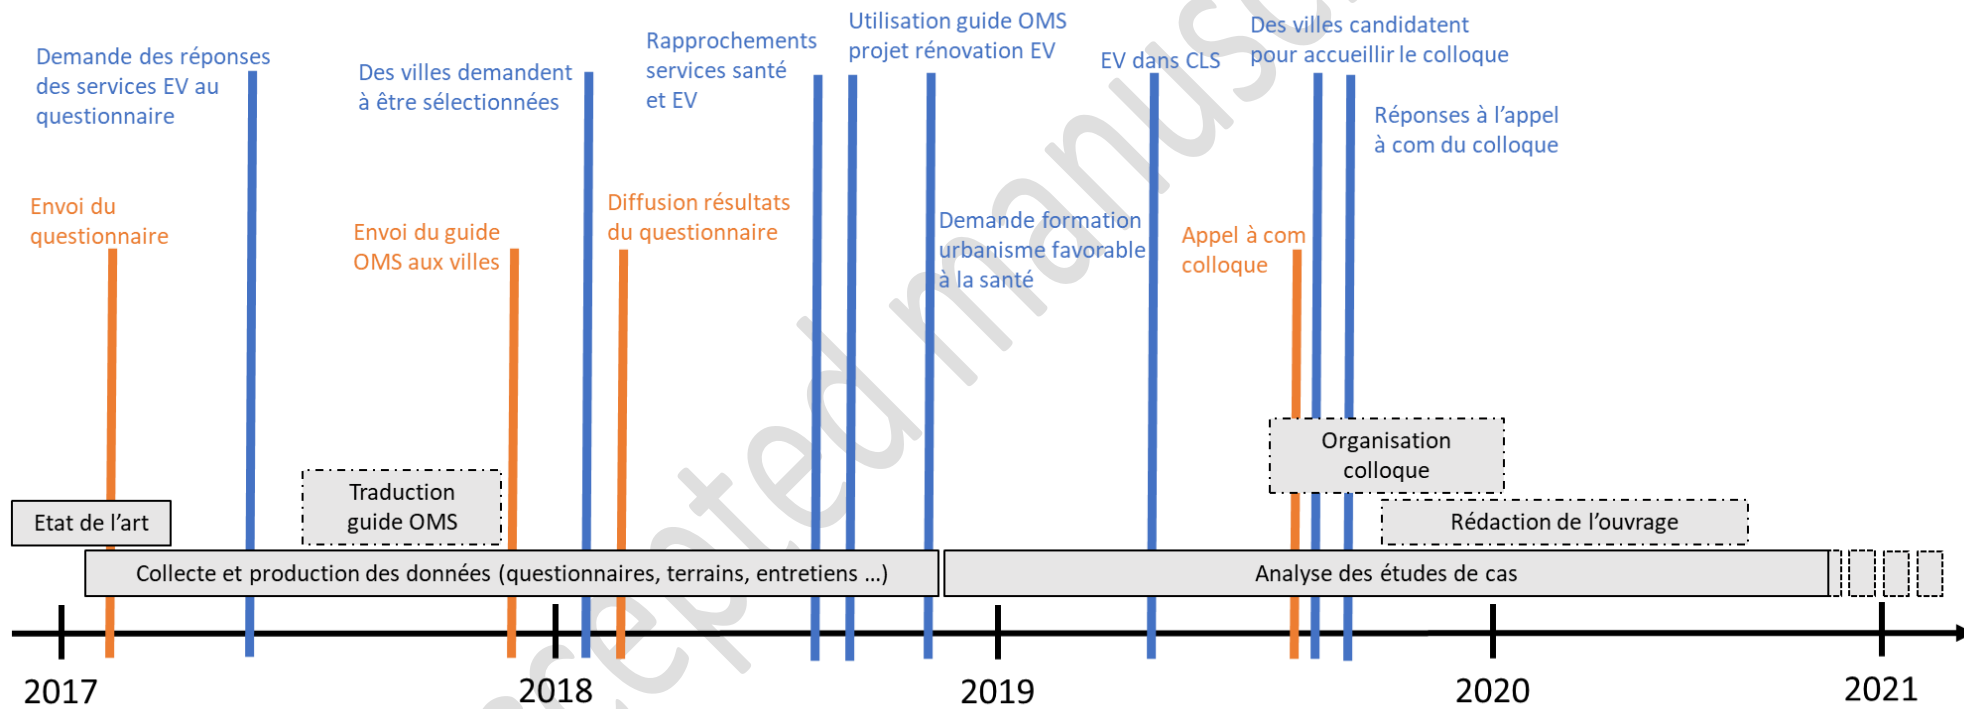 Demande des réponses
des services EV au
questionnaire
Des villes demandent
à être sélectionnées
Rapprochements
services santé
et EV
Utilisation guide OMS
projet rénovation EV
EV dans CLS
Des villes candidatent
pour accueillir le colloque
Réponses à l'appel
à com du colloque
Envoi du
questionnaire
Envoi du guide
OMS aux villes
Diffusion résultats
du questionnaire
Demande formation
urbanisme favorable
à la santé
Appel à com
colloque
Organisation
colloque
Traduction
guide OMS
Etat de l'art
Rédaction de l'ouvrage
Collecte et production des données (questionnaires, terrains, entretiens ...)
Analyse des études de cas
2017
2018
2019
2020
2021